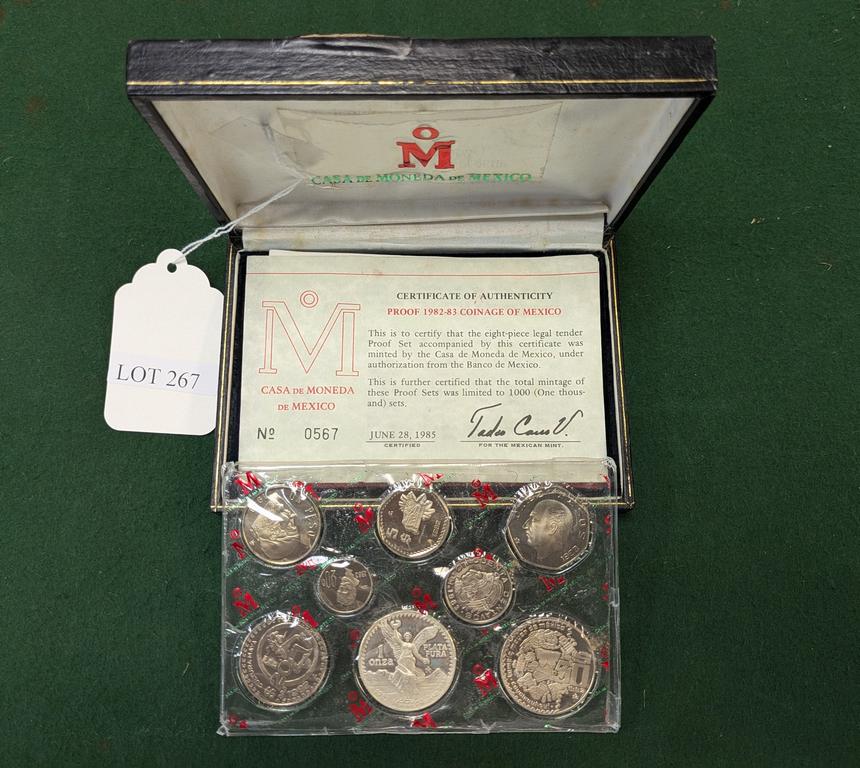 M
CASA DE MONEDA DE MEXICO
CERTIFICATE OF AUTHENTICITY
PROOF 1982-83 COINAGE OF MEXICO
This is to certify that the eight-piece legal tender
Proof Set accompanied by this certificate was
minted by the Casa de Moneda de Mexico, under
authorization from the Banco de Mexico.
This is further certified that the total mintage of
these Proof Sets was limited to 1000 (One thous-
and) sets.
M
CASA DE MONEDA
DE MEXICO
Nº 0567
JUNE 28, 1985
CERTIFIED
FOR THE MEXICAN MINT.
LOT 267
1
onza
PLATA
PURA